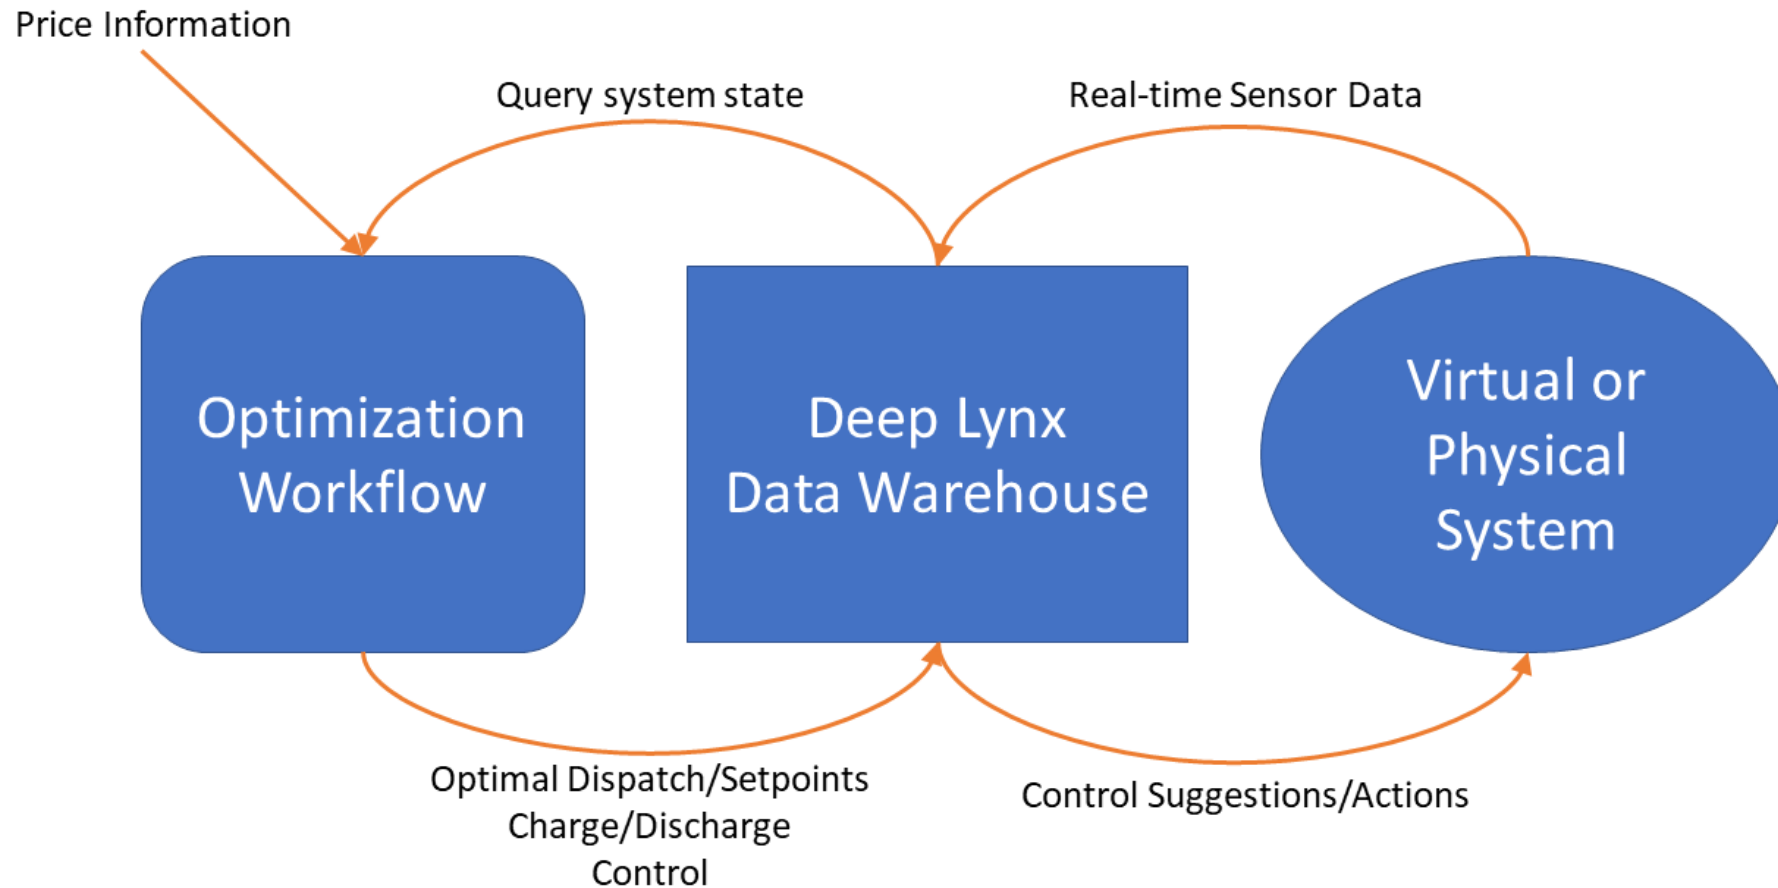 Price Information
Query system state
Real-time Sensor Data
Optimization
Workflow
Deep Lynx
Data Warehouse
Virtual or
Physical
System
Optimal Dispatch/Setpoints
Charge/Discharge
Control
Control Suggestions/Actions